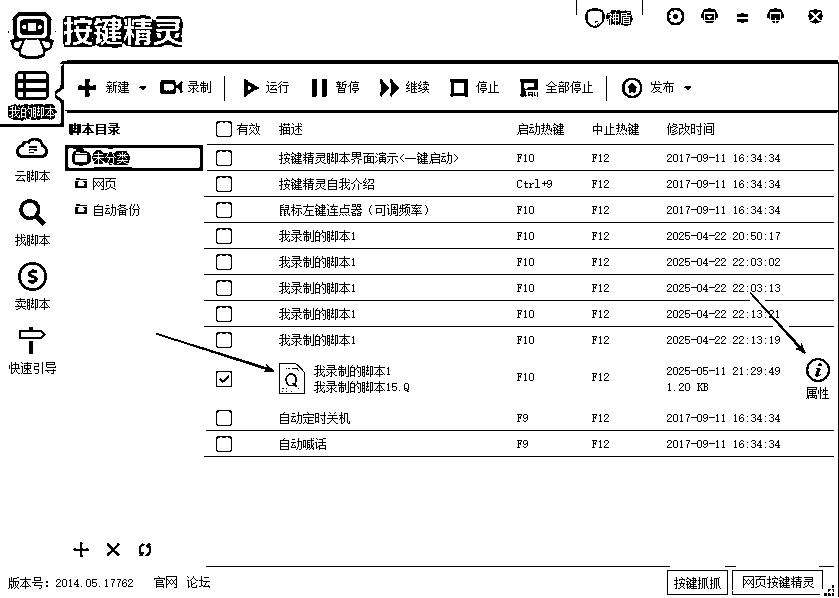 神盾
按键精灵
新建 录制 运行 暂停 继续 停止 全部停止 发布
我的脚本
云脚本
找脚本
卖脚本
快速引导
脚本目录
未分类
网页
自动备份
有效 描述 启动热键 中止热键 修改时间
按键精灵脚本界面演示<一键启动> F10 F12 2017-09-11 16:34:34
按键精灵自我介绍 Ctrl+9 F12 2017-09-11 16:34:34
鼠标左键连点器（可调频率） F10 F12 2017-09-11 16:34:34
我录制的脚本1 F10 F12 2025-04-22 20:50:17
我录制的脚本1 F10 F12 2025-04-22 22:03:02
我录制的脚本1 F10 F12 2025-04-22 22:03:13
我录制的脚本1 F10 F12 2025-04-22 22:13:21
我录制的脚本1 F10 F12 2025-04-22 22:13:19
我录制的脚本1 F10 F12 2025-05-11 21:29:49
我录制的脚本15.Q 1.20 KB
属性
自动定时关机 F9 F12 2017-09-11 16:34:34
自动喊话 F9 F12 2017-09-11 16:34:34
版本号：2014.05.17762 官网 论坛 按键抓抓 网页按键精灵